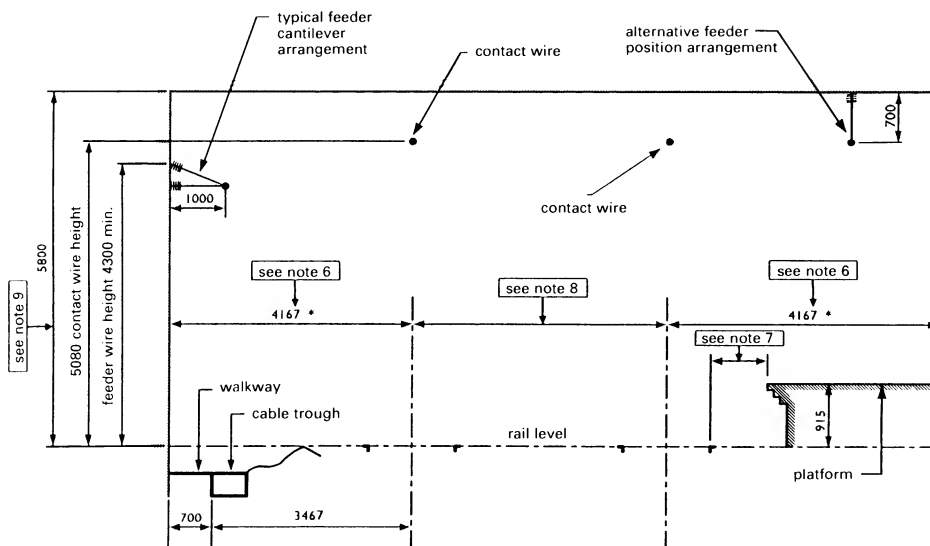 typical feeder
cantilever
arrangement
contact wire
alternative feeder
position arrangement
700
1000
contact wire
see note 9
5800
5080 contact wire height
feeder wire height 4300 min.
see note 6
4167 *
see note 8
see note 6
4167 *
see note 7
walkway
cable trough
rail level
915
platform
700
3467